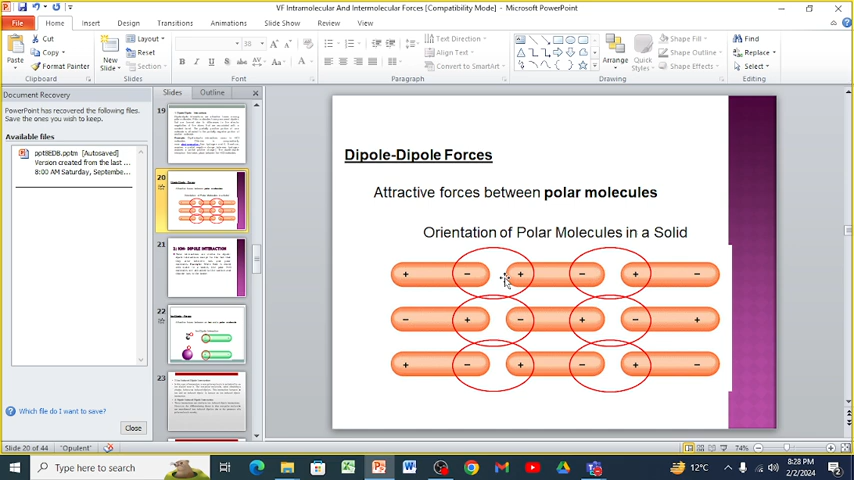 VF Intramolecular And Intermolecular Forces [Compatibility Mode] - Microsoft PowerPoint
File Home Insert Design Transitions Animations Slide Show Review View
Paste
Cut
Copy
Format Painter
Clipboard
New Slide
Layout
Reset
Section
Slides
38
B I U S abc AV Aa A
Font
Paragraph
Text Direction
Align Text
Convert to SmartArt
Arrange
Quick Styles
Shape Fill
Shape Outline
Shape Effects
Drawing
Find
Replace
Select
Editing
Document Recovery
PowerPoint has recovered the following files.
Save the ones you wish to keep.
Available files
ppt8EDB.pptm [Autosaved]
Version created from the last ...
8:00 AM Saturday, Septembe...
Which file do I want to save?
Close
Slides Outline
19
20
21
22
23
Dipole-Dipole Forces
Attractive forces between polar molecules
Orientation of Polar Molecules in a Solid
+ − + − + −
− + − + − +
+ − + − + −
Slide 20 of 44 "Opulent" 74%
Type here to search
12°C
8:28 PM
2/2/2024